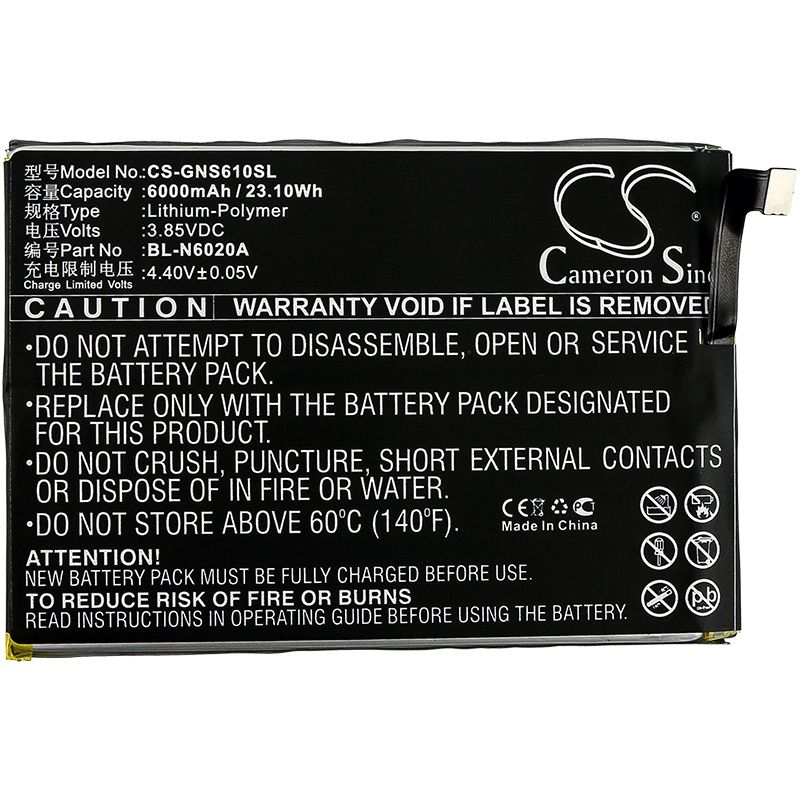 型号Model No.: CS-GNS610SL
容量Capacity: 6000mAh / 23.10Wh
规格Type : Lithium-Polymer
电压Volts : 3.85VDC
编号Part No : BL-N6020A
充电限制电压: 4.40V±0.05V
Charge Limited Volts
CS
®
Cameron Sino
CAUTION WARRANTY VOID IF LABEL IS REMOVED
•DO NOT ATTEMPT TO DISASSEMBLE, OPEN OR SERVICE
THE BATTERY PACK.
•REPLACE ONLY WITH THE BATTERY PACK DESIGNATED
FOR THIS PRODUCT.
•DO NOT CRUSH, PUNCTURE, SHORT EXTERNAL CONTACTS
OR DISPOSED IN FIRE OR WATER.
•DO NOT STORE ABOVE 60°C (140°F).
CE PC
Made In China
ATTENTION!
NEW BATTERY PACK MUST BE FULLY CHARGED BEFORE USE.
TO REDUCE RISK OF FIRE OR BURNS
READ INSTRUCTIONS IN OPERATING GUIDE BEFORE USING THE BATTERY.
pb